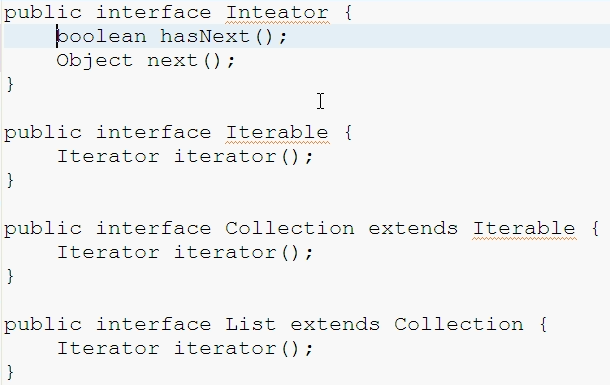 public interface Inteator {
    boolean hasNext();
    Object next();
}
public interface Iterable {
    Iterator iterator();
}
public interface Collection extends Iterable {
    Iterator iterator();
}
public interface List extends Collection {
    Iterator iterator();
}